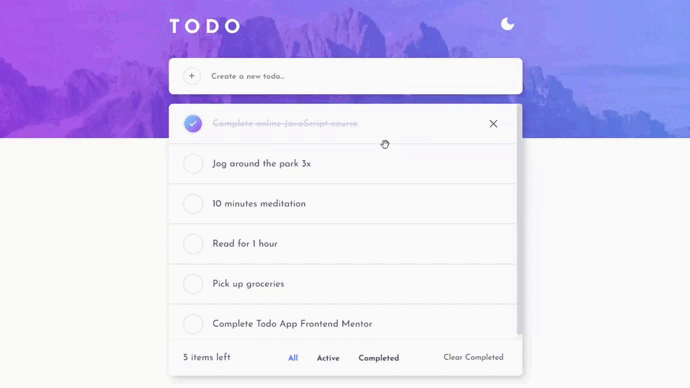 TODO
Create a new todo...
Complete online JavaScript course
Jog around the park 3x
10 minutes meditation
Read for 1 hour
Pick up groceries
Complete Todo App Frontend Mentor
5 items left
All
Active
Completed
Clear Completed